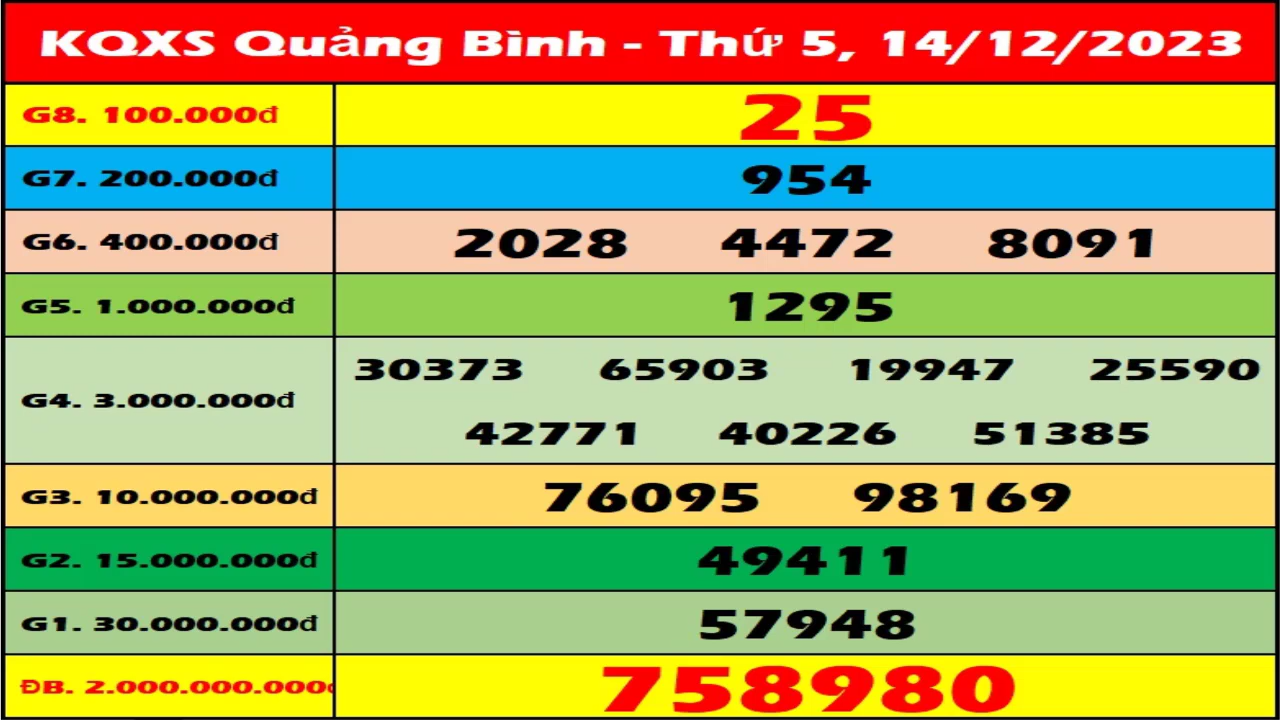 KQXS Quảng Bình - Thứ 5, 14/12/2023
G8. 100.000đ 25
G7. 200.000đ 954
G6. 400.000đ 2028 4472 8091
G5. 1.000.000đ 1295
G4. 3.000.000đ 30373 65903 19947 25590
42771 40226 51385
G3. 10.000.000đ 76095 98169
G2. 15.000.000đ 49411
G1. 30.000.000đ 57948
ĐB. 2.000.000.000đ 758980